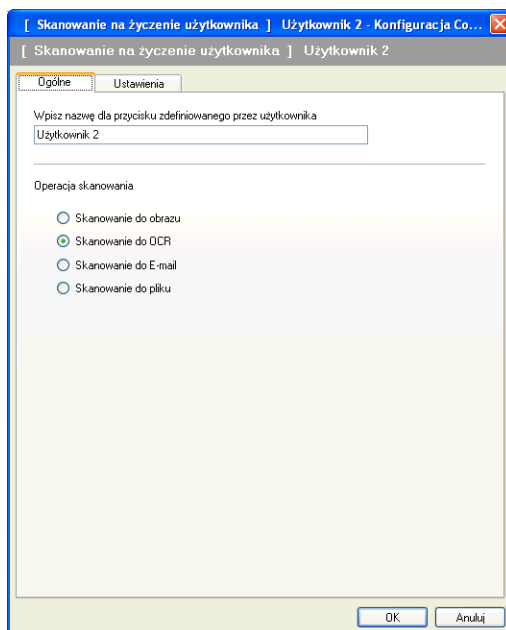 [ Skanowanie na życzenie użytkownika ] Użytkownik 2 - Konfiguracja Co...
[ Skanowanie na życzenie użytkownika ] Użytkownik 2
Ogólne Ustawienia
Wpisz nazwę dla przycisku zdefiniowanego przez użytkownika
Użytkownik 2
Operacja skanowania
Skanowanie do obrazu
Skanowanie do OCR
Skanowanie do E-mail
Skanowanie do pliku
OK Anuluj